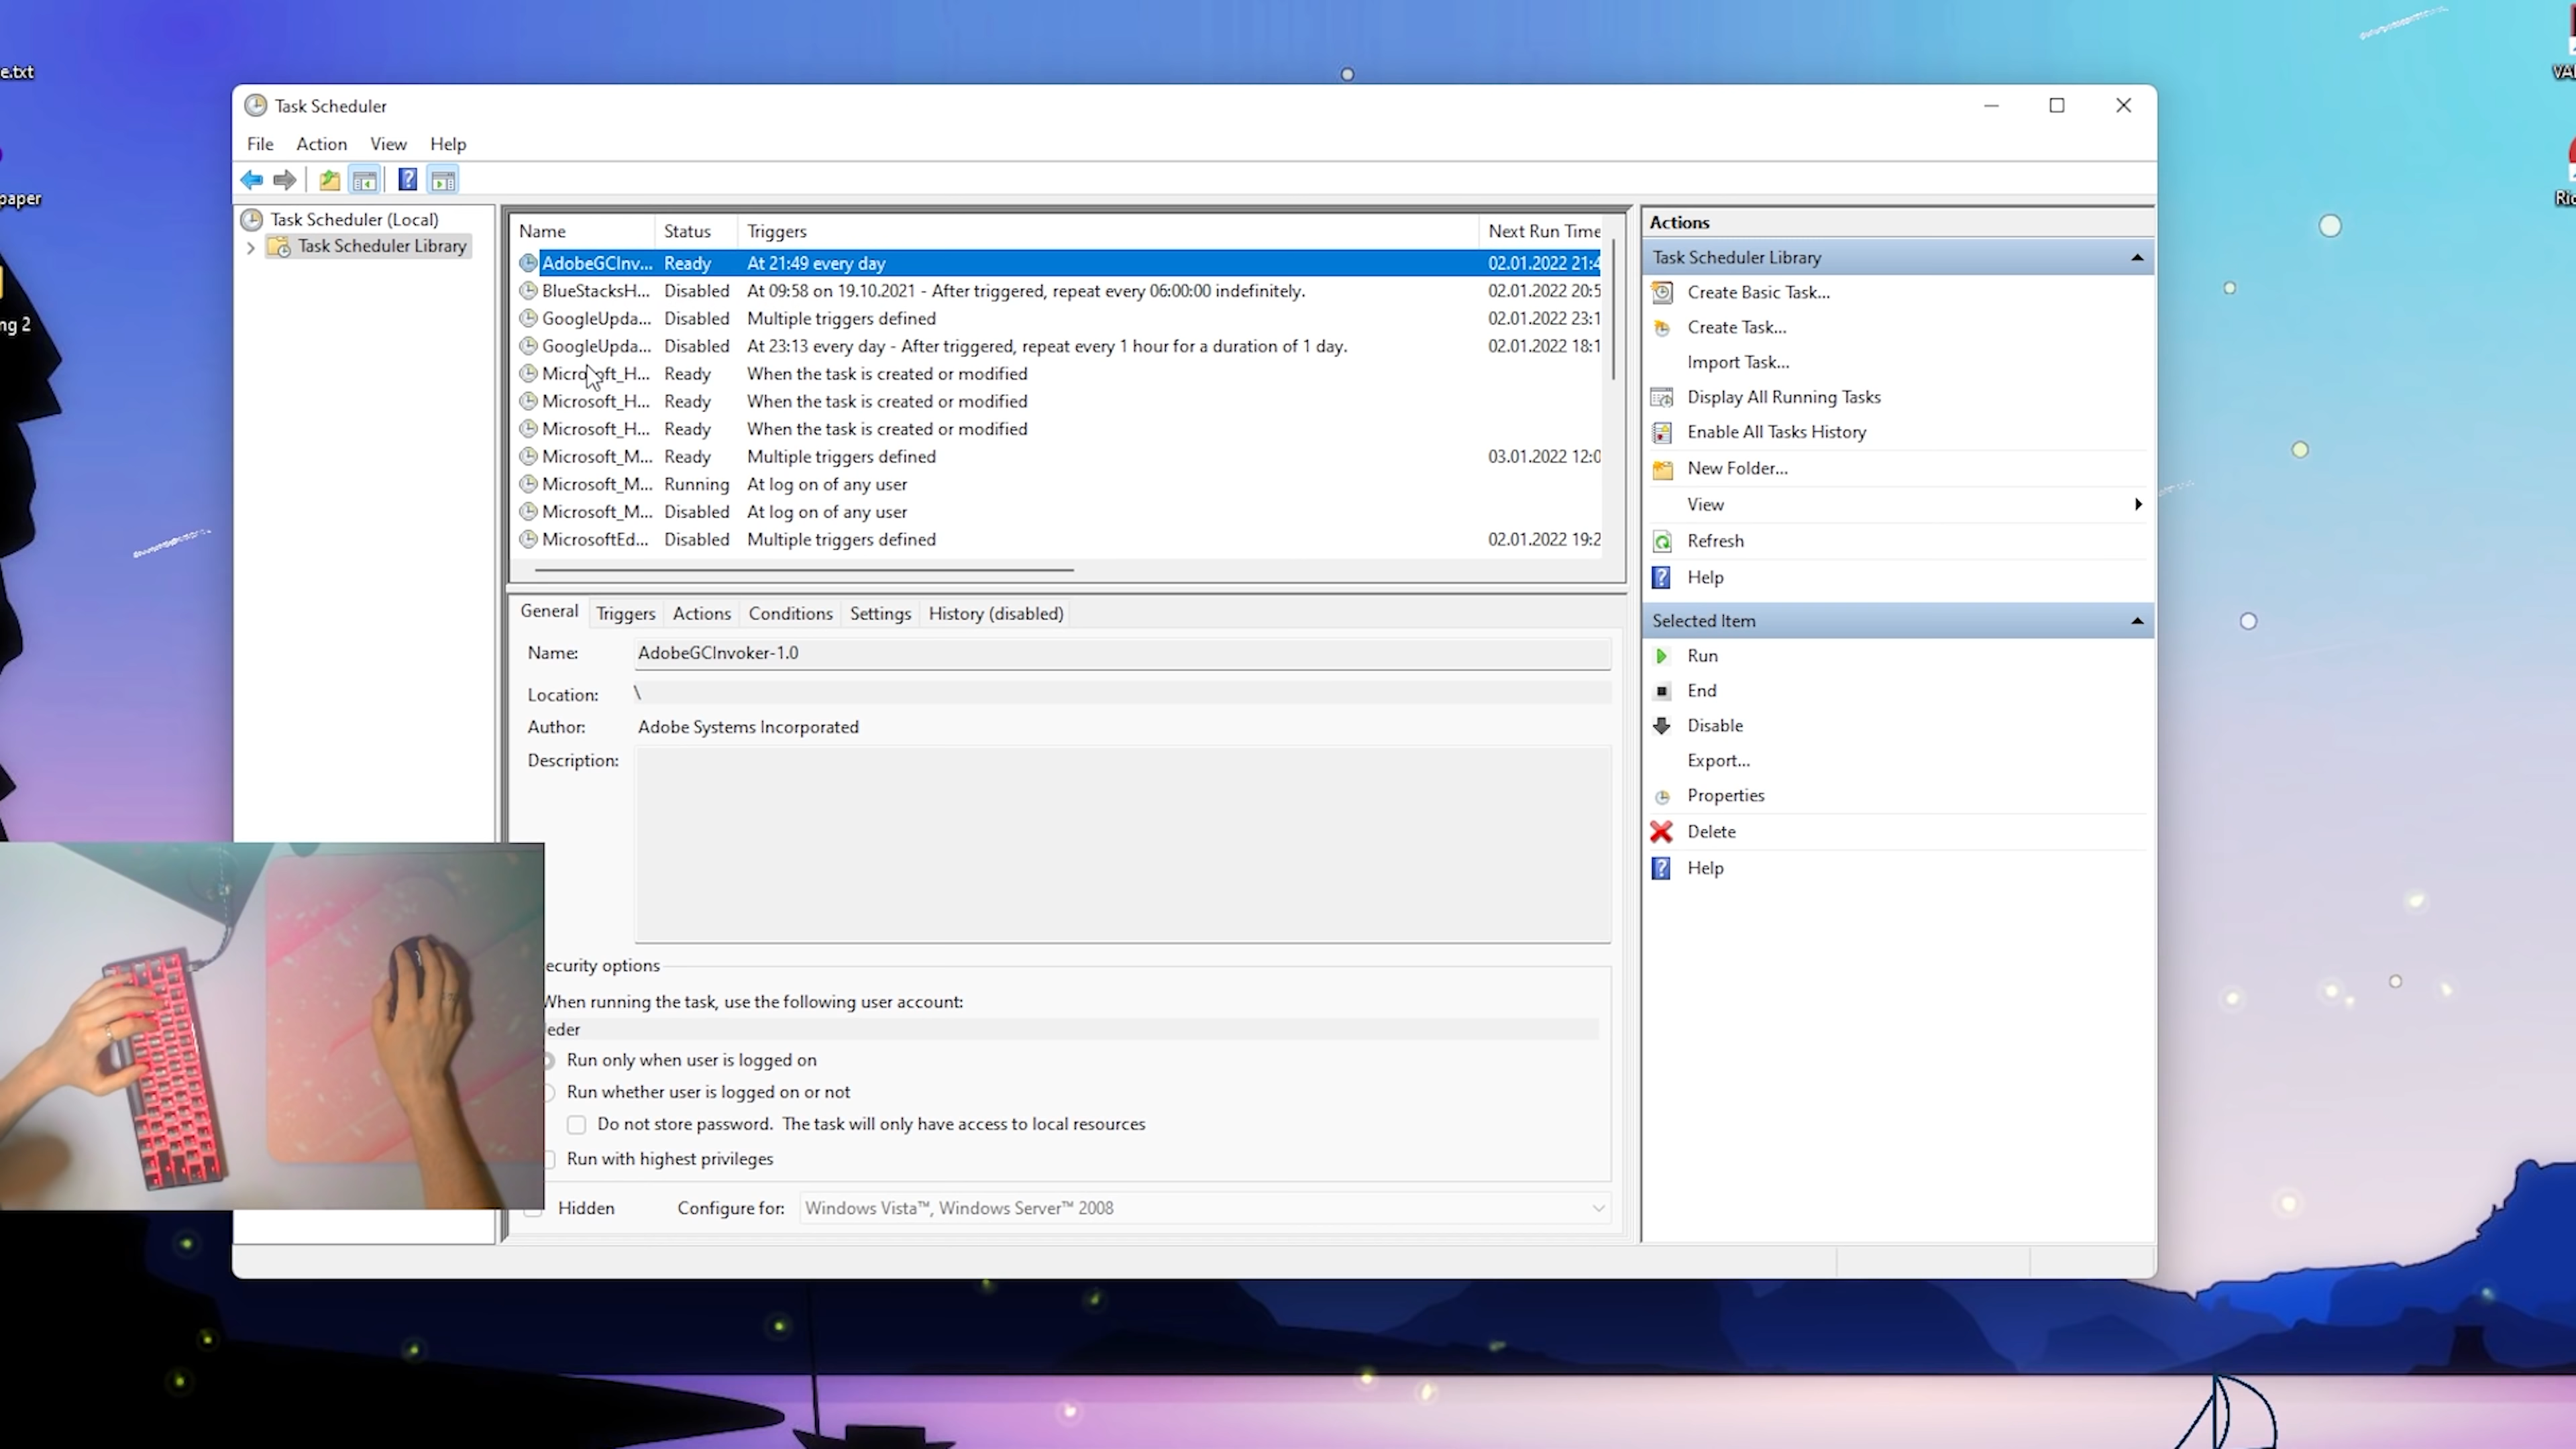 e.txt
paper
ng 2
Task Scheduler
File Action View Help
Task Scheduler (Local)
Task Scheduler Library
Name Status Triggers Next Run Time
AdobeGCInv... Ready At 21:49 every day 02.01.2022 21:4
BlueStacksH... Disabled At 09:58 on 19.10.2021 - After triggered, repeat every 06:00:00 indefinitely. 02.01.2022 20:5
GoogleUpda... Disabled Multiple triggers defined 02.01.2022 23:1
GoogleUpda... Disabled At 23:13 every day - After triggered, repeat every 1 hour for a duration of 1 day. 02.01.2022 18:1
Microsoft_H... Ready When the task is created or modified
Microsoft_H... Ready When the task is created or modified
Microsoft_H... Ready When the task is created or modified
Microsoft_M... Ready Multiple triggers defined 03.01.2022 12:0
Microsoft_M... Running At log on of any user
Microsoft_M... Disabled At log on of any user
MicrosoftEd... Disabled Multiple triggers defined 02.01.2022 19:2
General Triggers Actions Conditions Settings History (disabled)
Name: AdobeGCInvoker-1.0
Location: \
Author: Adobe Systems Incorporated
Description:
ecurity options
When running the task, use the following user account:
eder
Run only when user is logged on
Run whether user is logged on or not
Do not store password. The task will only have access to local resources
Run with highest privileges
Hidden Configure for: Windows Vista™, Windows Server™ 2008
Actions
Task Scheduler Library
Create Basic Task...
Create Task...
Import Task...
Display All Running Tasks
Enable All Tasks History
New Folder...
View
Refresh
Help
Selected Item
Run
End
Disable
Export...
Properties
Delete
Help
VAL
Ric